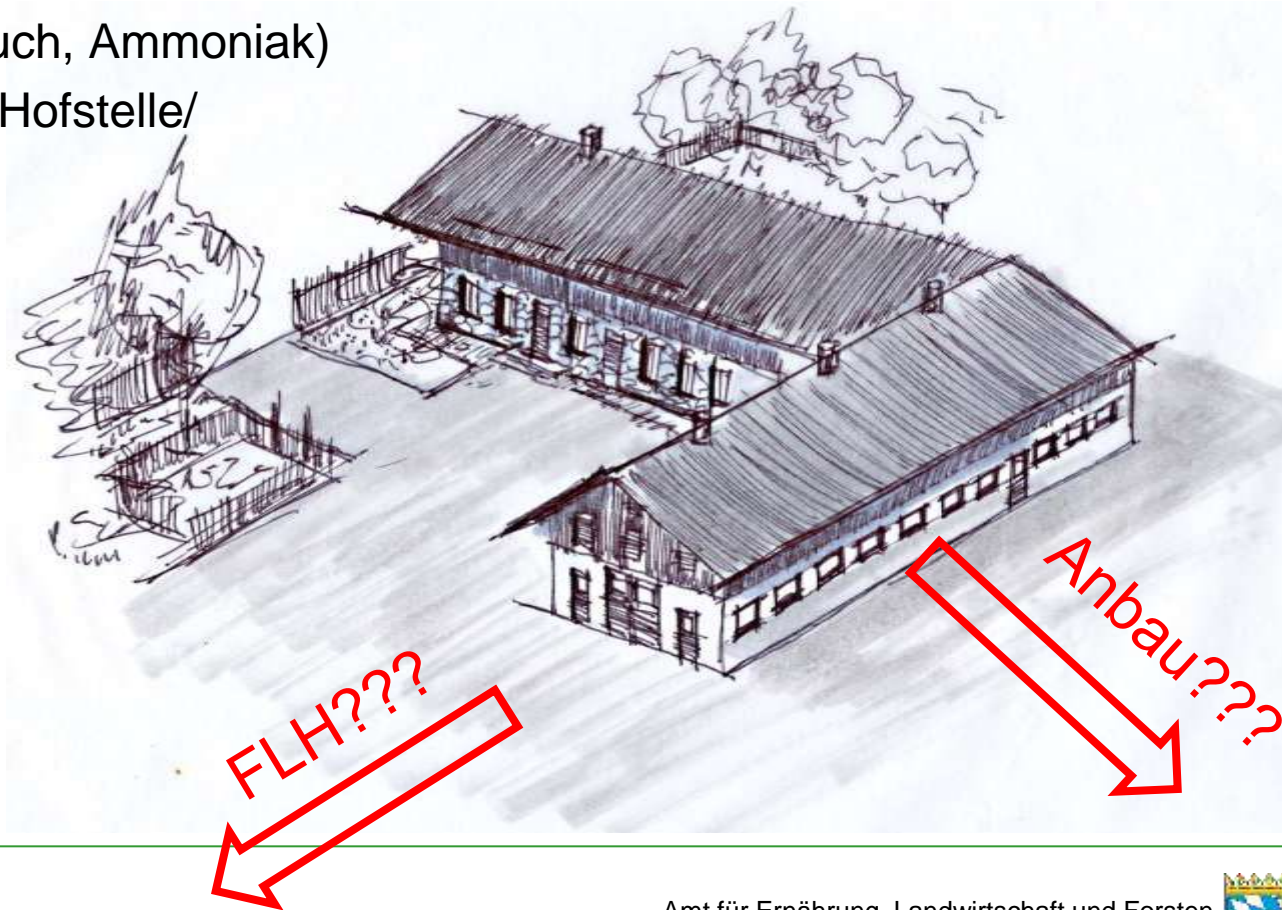 uch, Ammoniak)
Hofstelle/
FLH???
Anbau???
Amt für Ernährung, Landwirtschaft und Forsten